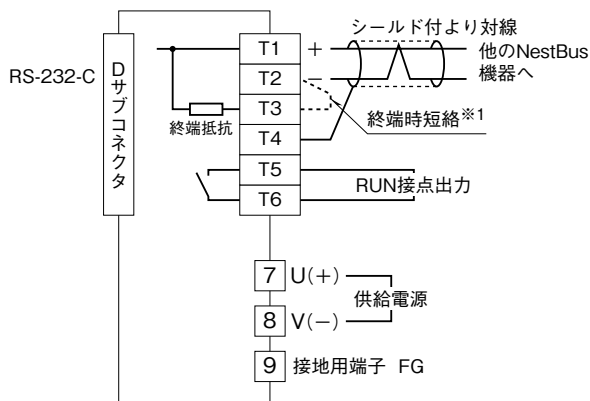 シールド付より対線
T1
+
他のNestBus
機器へ
RS-232-C
Dサブコネクタ
T2
−
T3
終端抵抗
終端時短絡※1
T4
T5
RUN接点出力
T6
7 U(+)
供給電源
8 V(−)
9 接地用端子 FG